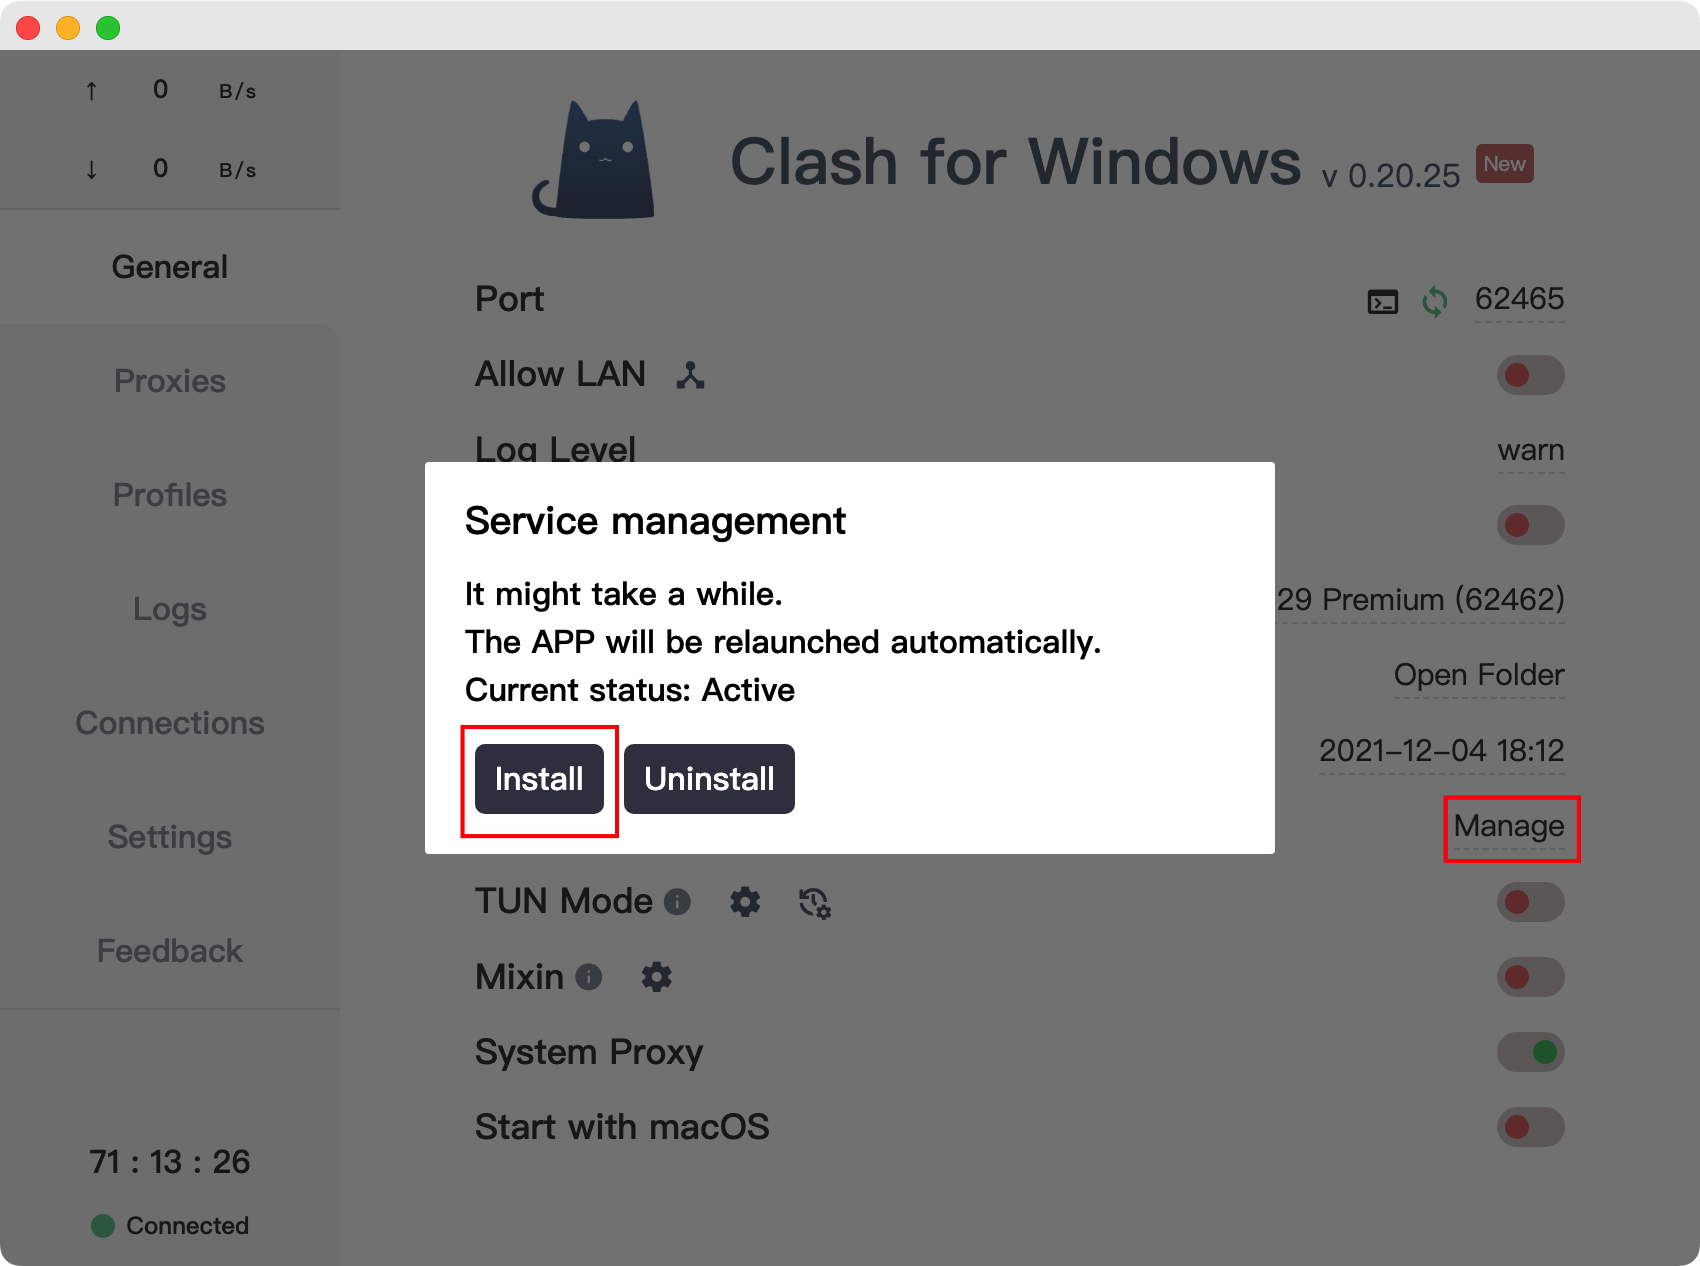 ↑ 0 B/s
↓ 0 B/s
General
Proxies
Profiles
Logs
Connections
Settings
Feedback
71 : 13 : 26
Connected
Clash for Windows v 0.20.25 New
Port 62465
Allow LAN
Log Level warn
29 Premium (62462)
Open Folder
2021-12-04 18:12
Manage
Service management
It might take a while.
The APP will be relaunched automatically.
Current status: Active
Install Uninstall
TUN Mode
Mixin
System Proxy
Start with macOS